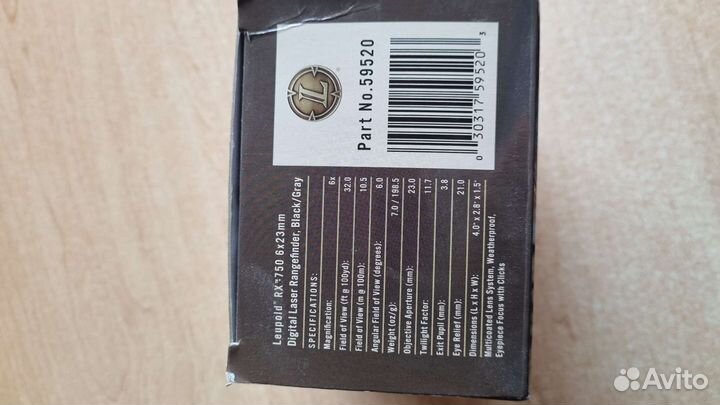 Leupold® RX™750 6x23mm
Digital Laser Rangefinder, Black/Gray
SPECIFICATIONS:
Magnification: 6x
Field of View (ft @ 100yd): 32.0
Field of View (m @ 100m): 10.5
Angular Field of View (degrees): 6.0
Weight (oz/g): 7.0 / 198.5
Objective Aperture (mm): 23.0
Twilight Factor: 11.7
Exit Pupil (mm): 3.8
Eye Relief (mm): 21.0
Dimensions (L x H x W): 4.0" x 2.8" x 1.5"
Multicoated Lens System, Weatherproof,
Eyepiece Focus with Clicks
L
Part No.59520
0 30317 59520 3
Avito